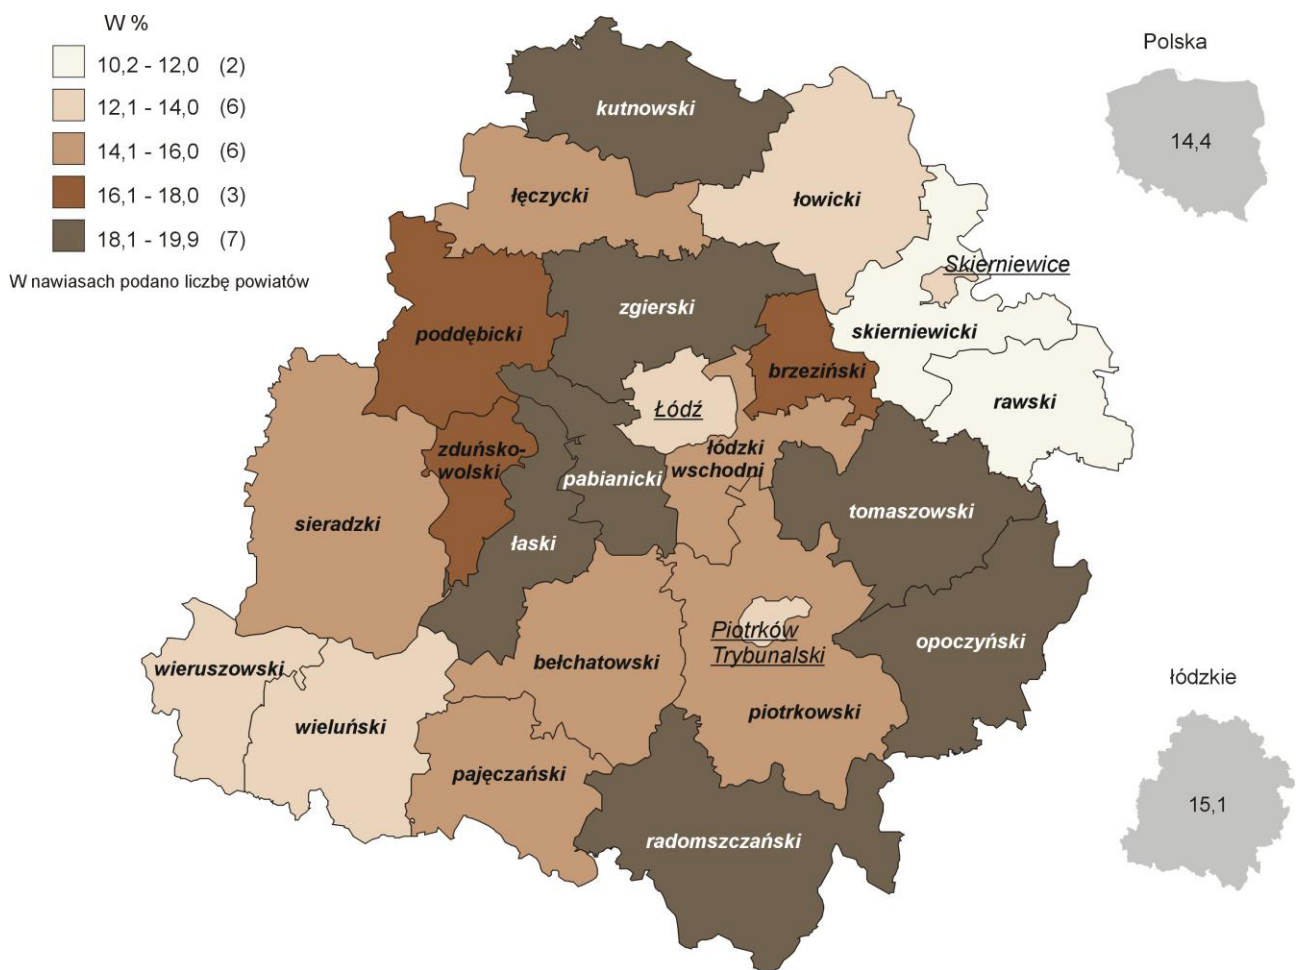 W %
10,2 - 12,0 (2)
12,1 - 14,0 (6)
14,1 - 16,0 (6)
16,1 - 18,0 (3)
18,1 - 19,9 (7)
W nawiasach podano liczbę powiatów
Polska
14,4
kutnowski
łęczycki
łowicki
Skierniewice
zgierski
skierniewicki
poddębicki
brzeziński
rawski
Łódź
zduńsko-
wolski
łódzki
wschodni
pabianicki
tomaszowski
sieradzki
łaski
Piotrków
Trybunalski
opoczyński
wieruszowski
bełchatowski
łódzkie
wieluński
piotrkowski
pajęczański
15,1
radomszczański